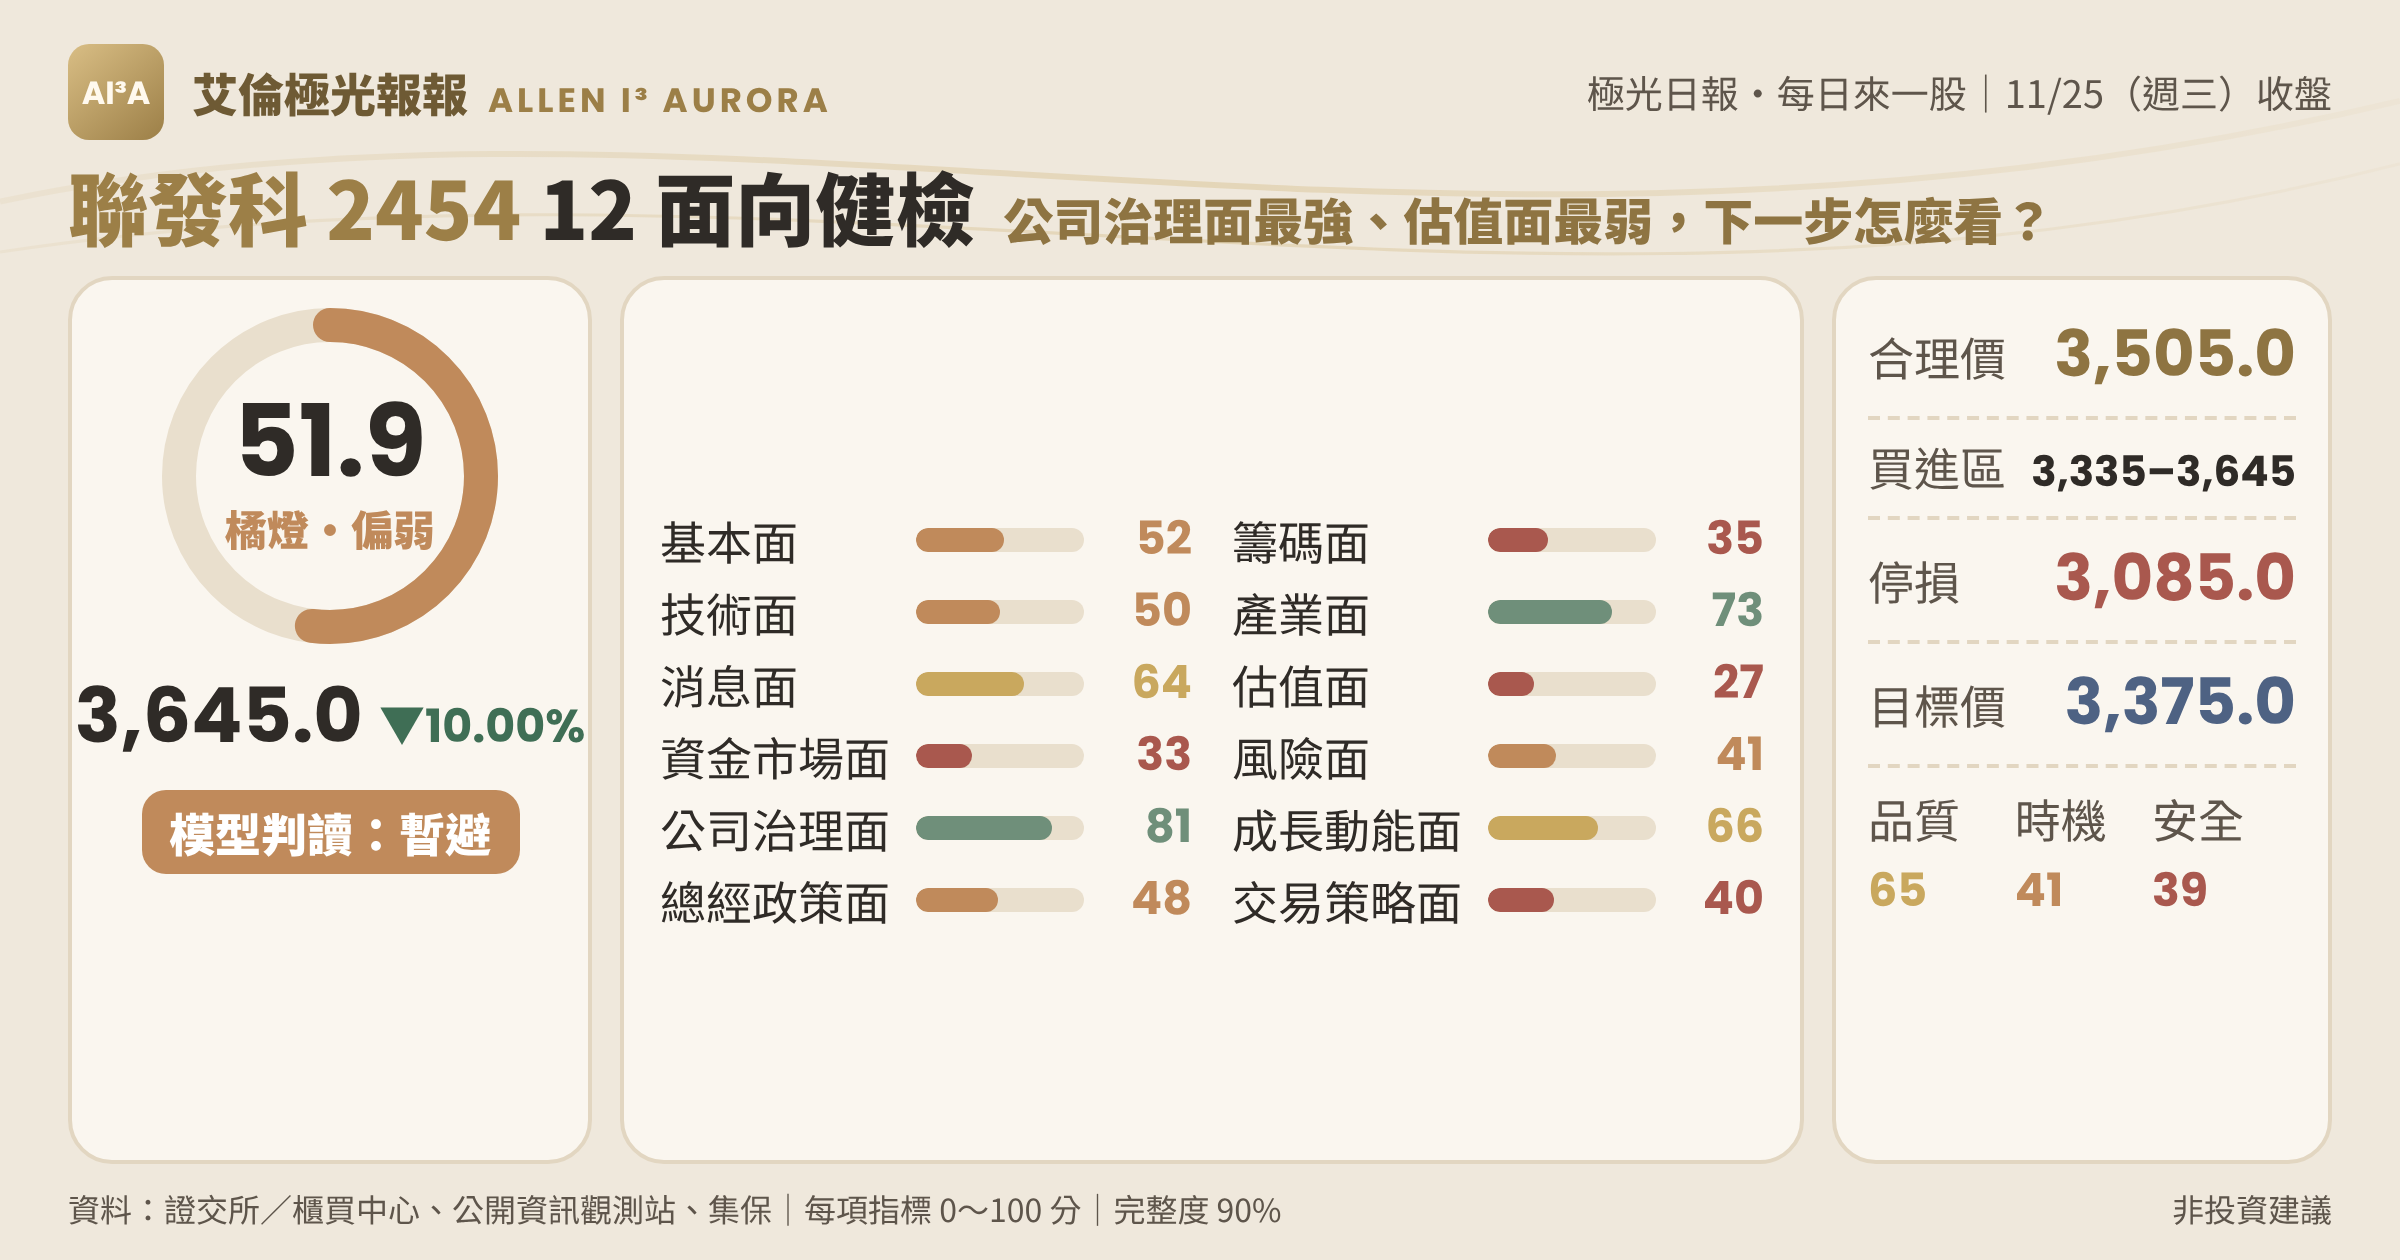 AI³A 艾倫極光報報 ALLEN I³ AURORA
極光日報・每日來一股｜11/25（週三）收盤
聯發科 2454 12 面向健檢 公司治理面最強、估值面最弱，下一步怎麼看？
51.9
橘燈・偏弱
3,645.0 ▼10.00%
模型判讀：暫避
基本面 52 籌碼面 35
技術面 50 產業面 73
消息面 64 估值面 27
資金市場面 33 風險面 41
公司治理面 81 成長動能面 66
總經政策面 48 交易策略面 40
合理價 3,505.0
買進區 3,335–3,645
停損 3,085.0
目標價 3,375.0
品質 時機 安全
65 41 39
資料：證交所／櫃買中心、公開資訊觀測站、集保｜每項指標 0～100 分｜完整度 90%
非投資建議